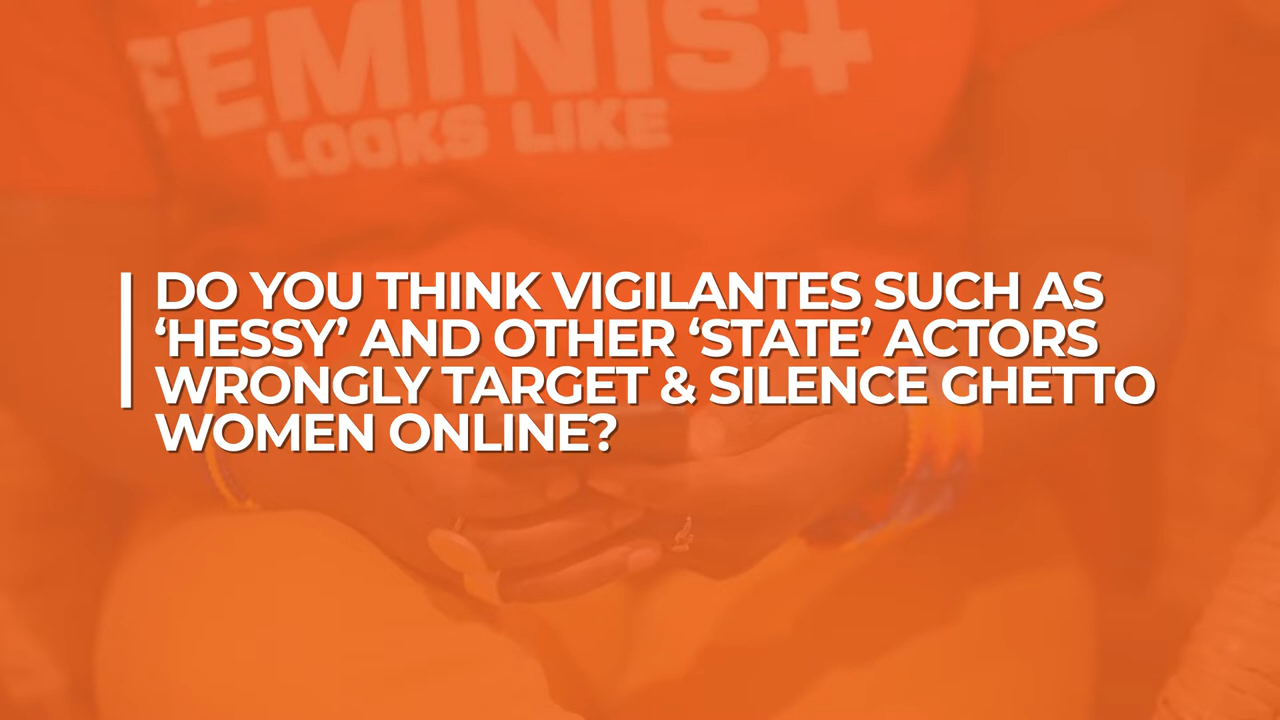 FEMINIST
LOOKS LIKE
DO YOU THINK VIGILANTES SUCH AS
‘HESSY’ AND OTHER ‘STATE’ ACTORS
WRONGLY TARGET & SILENCE GHETTO
WOMEN ONLINE?